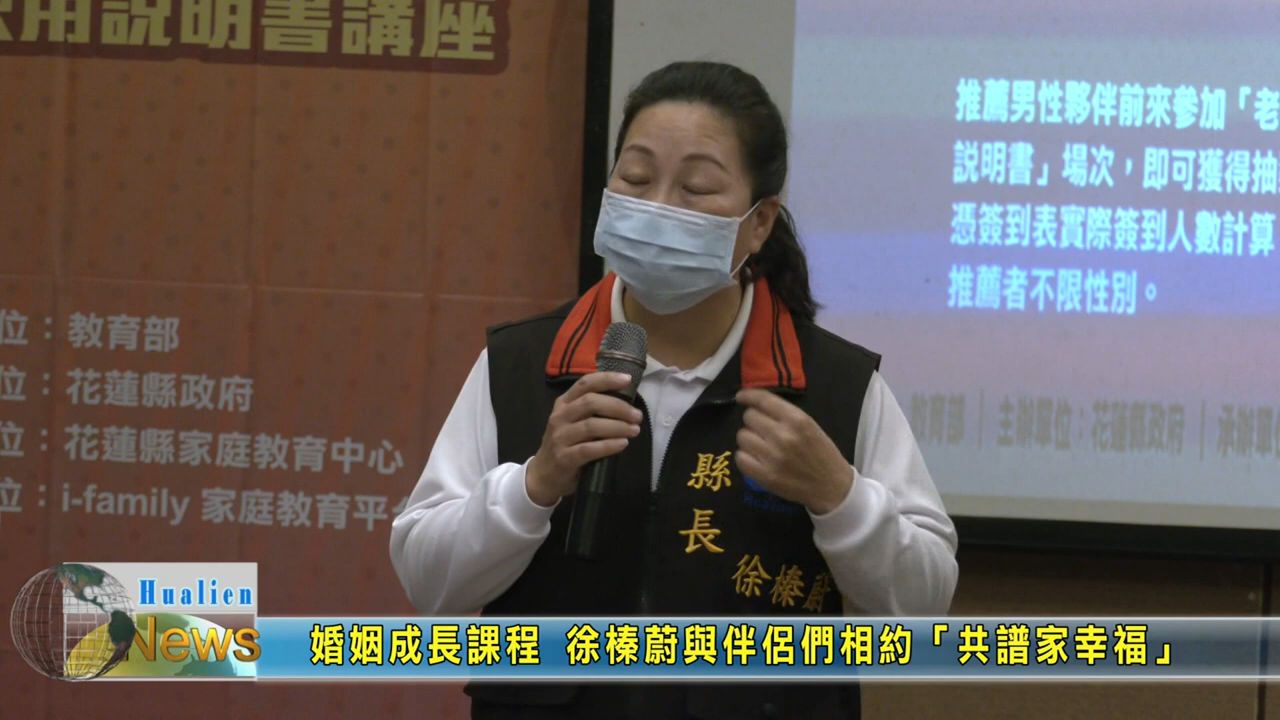 用說明書講座
推薦男性夥伴前來參加「老
說明書」場次，即可獲得抽
憑簽到表實際簽到人數計算
推薦者不限性別。
位：教育部
位：花蓮縣政府
位：花蓮縣家庭教育中心
位：i-family 家庭教育平
教育部 | 主辦單位：花蓮縣政府 | 承辦單
縣長
徐榛蔚
Hualien
News
婚姻成長課程 徐榛蔚與伴侶們相約「共譜家幸福」